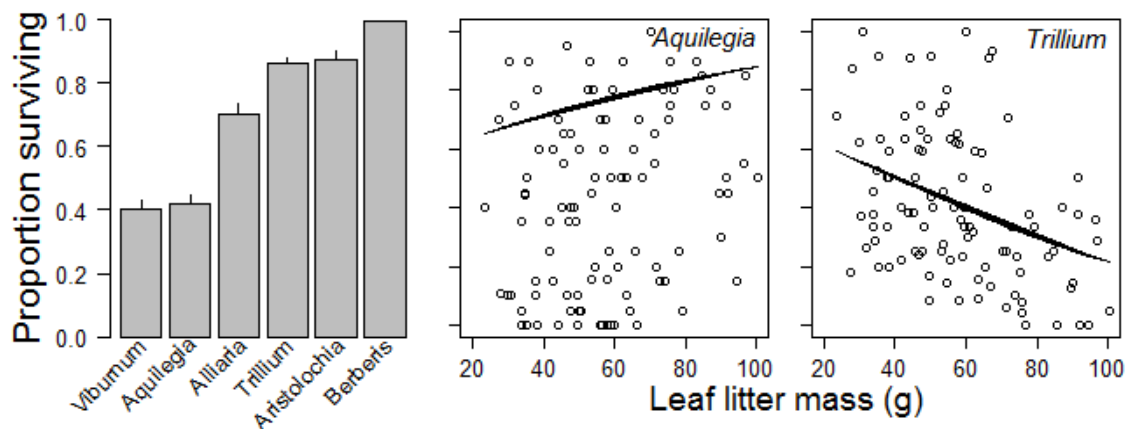 Proportion surviving
1.0
0.8
0.6
0.4
0.2
0.0
Viburnum
Aquilegia
Alliaria
Trillium
Aristolochia
Berberis
Aquilegia
20 40 60 80 100
Trillium
20 40 60 80 100
Leaf litter mass (g)